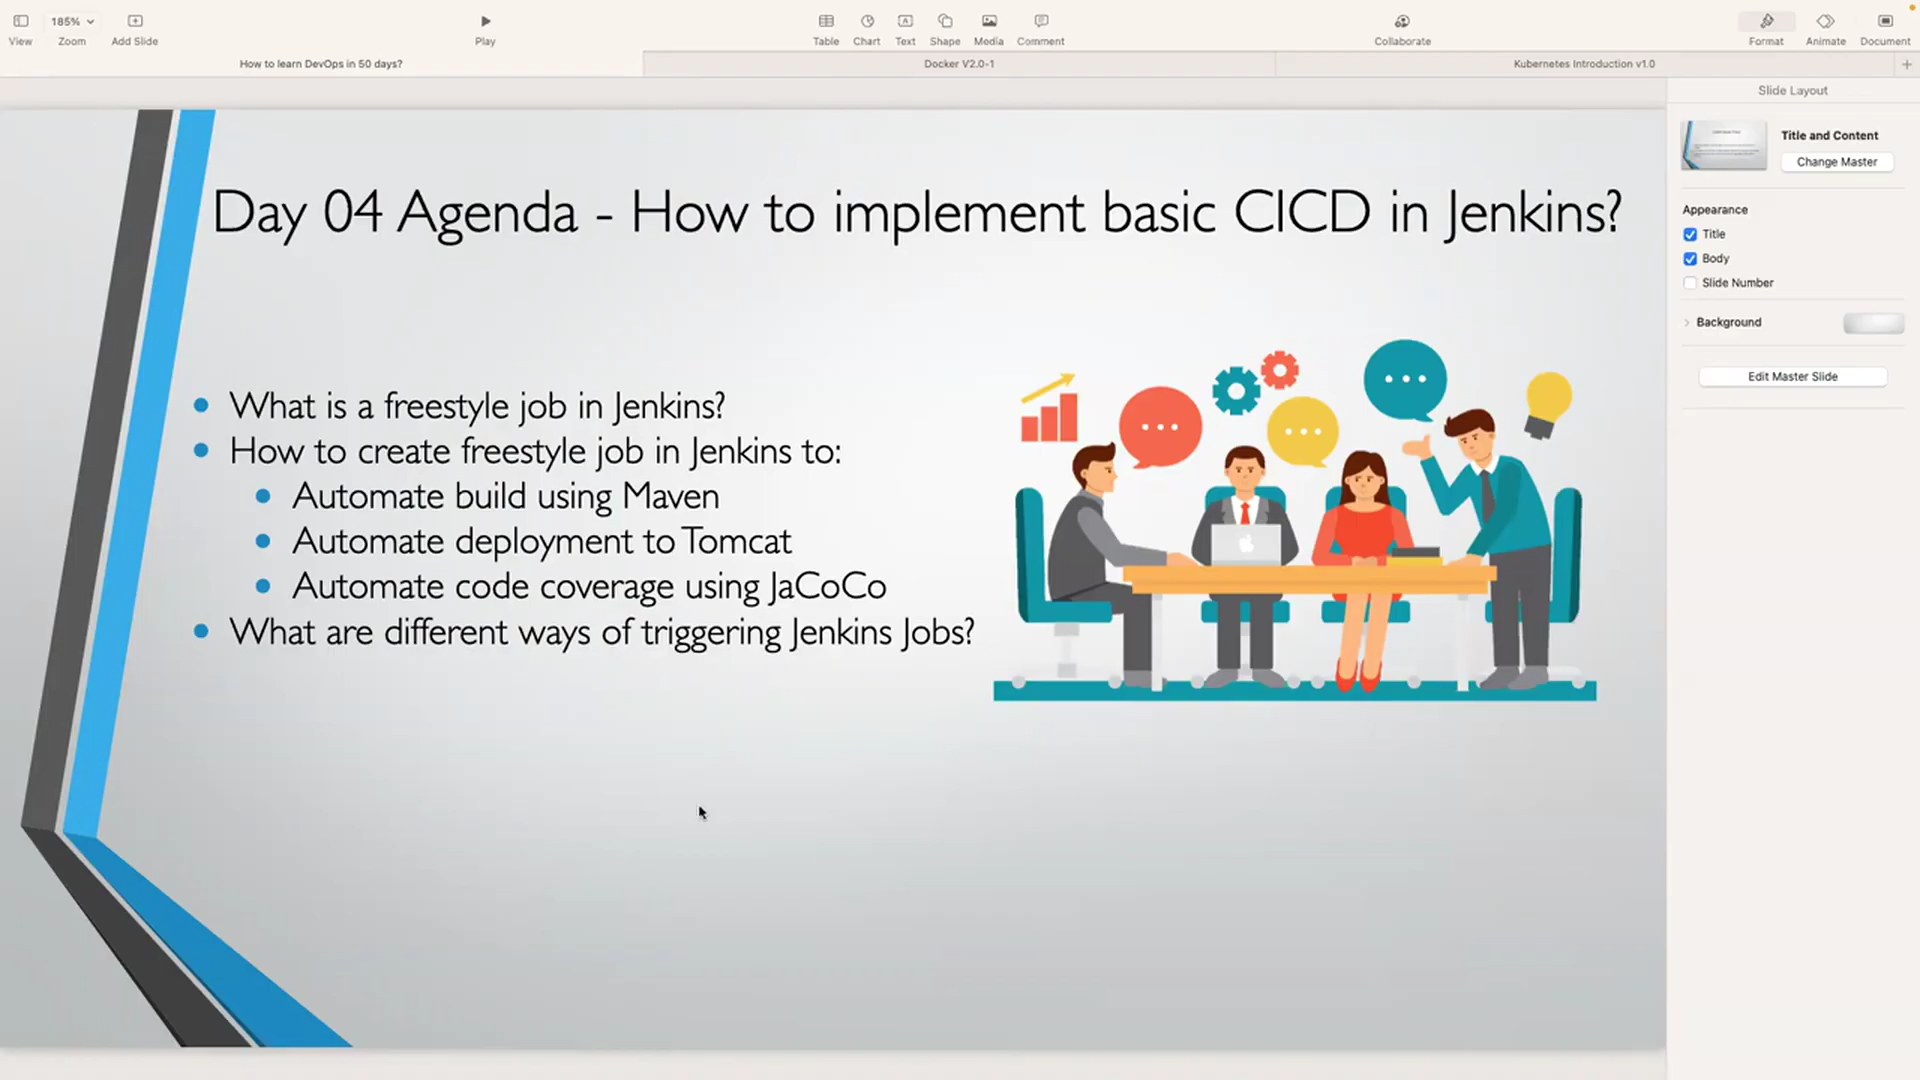 185%
View
Zoom
Add Slide
Play
Table
Chart
Text
Shape
Media
Comment
Collaborate
Format
Animate
Document
How to learn DevOps in 50 days?
Docker V2.0-1
Kubernetes Introduction v1.0
Day 04 Agenda - How to implement basic CICD in Jenkins?
What is a freestyle job in Jenkins?
How to create freestyle job in Jenkins to:
Automate build using Maven
Automate deployment to Tomcat
Automate code coverage using JaCoCo
What are different ways of triggering Jenkins Jobs?
Slide Layout
Title and Content
Change Master
Appearance
Title
Body
Slide Number
Background
Edit Master Slide